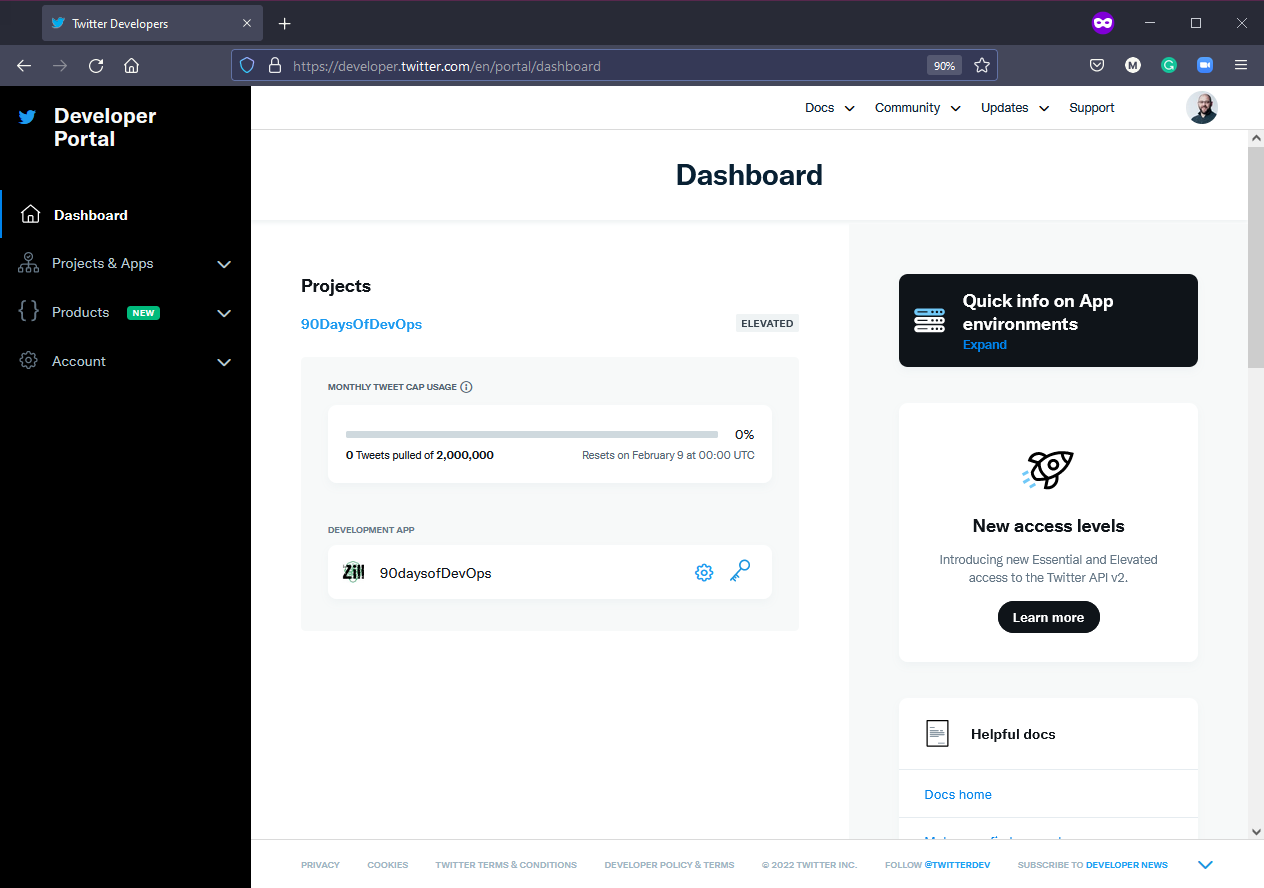 Twitter Developers
https://developer.twitter.com/en/portal/dashboard
90%
M
G
Developer
Portal
Docs
Community
Updates
Support
Dashboard
Dashboard
Projects & Apps
Products
NEW
Account
Projects
90DaysOfDevOps
ELEVATED
MONTHLY TWEET CAP USAGE
0%
0 Tweets pulled of 2,000,000
Resets on February 9 at 00:00 UTC
DEVELOPMENT APP
Zill
90daysofDevOps
Quick info on App
environments
Expand
New access levels
Introducing new Essential and Elevated
access to the Twitter API v2.
Learn more
Helpful docs
Docs home
PRIVACY
COOKIES
TWITTER TERMS & CONDITIONS
DEVELOPER POLICY & TERMS
© 2022 TWITTER INC.
FOLLOW @TWITTERDEV
SUBSCRIBE TO DEVELOPER NEWS